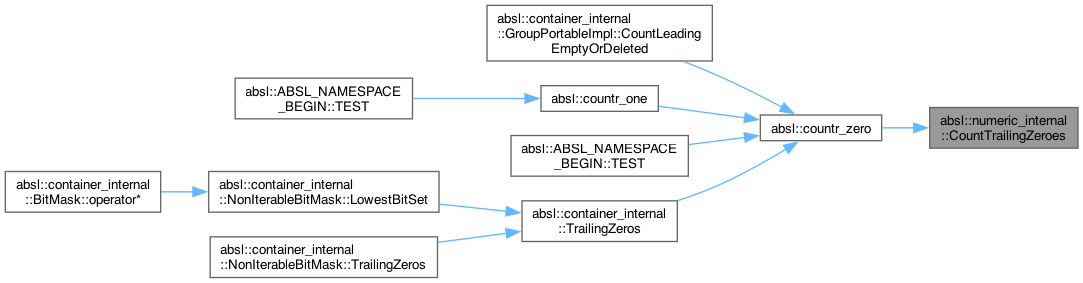 absl::container_internal
::GroupPortableImpl::CountLeading
EmptyOrDeleted
absl::ABSL_NAMESPACE
_BEGIN::TEST
absl::countr_one
absl::numeric_internal
::CountTrailingZeroes
absl::countr_zero
absl::ABSL_NAMESPACE
_BEGIN::TEST
absl::container_internal
::BitMask::operator*
absl::container_internal
::NonIterableBitMask::LowestBitSet
absl::container_internal
::TrailingZeros
absl::container_internal
::NonIterableBitMask::TrailingZeros